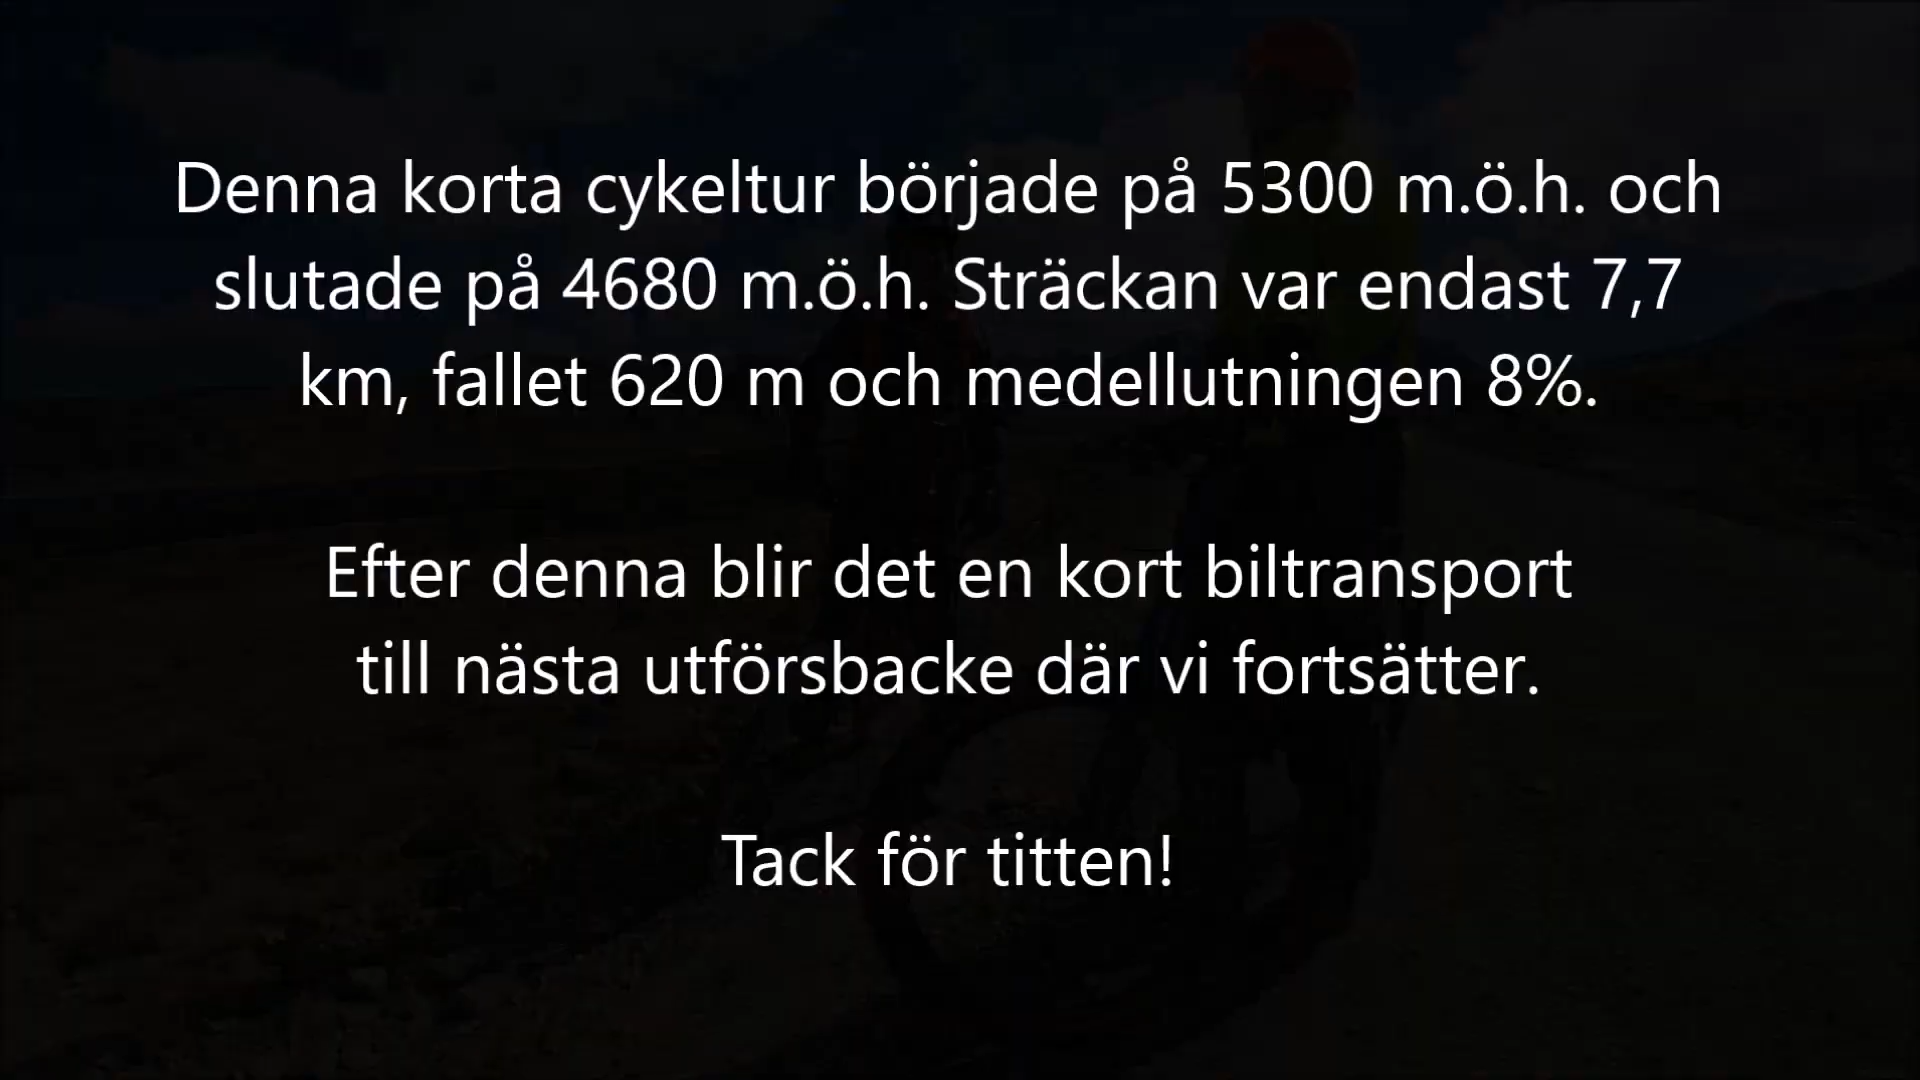 Denna korta cykeltur började på 5300 m.ö.h. och
slutade på 4680 m.ö.h. Sträckan var endast 7,7
km, fallet 620 m och medellutningen 8%.
Efter denna blir det en kort biltransport
till nästa utförsbacke där vi fortsätter.
Tack för titten!